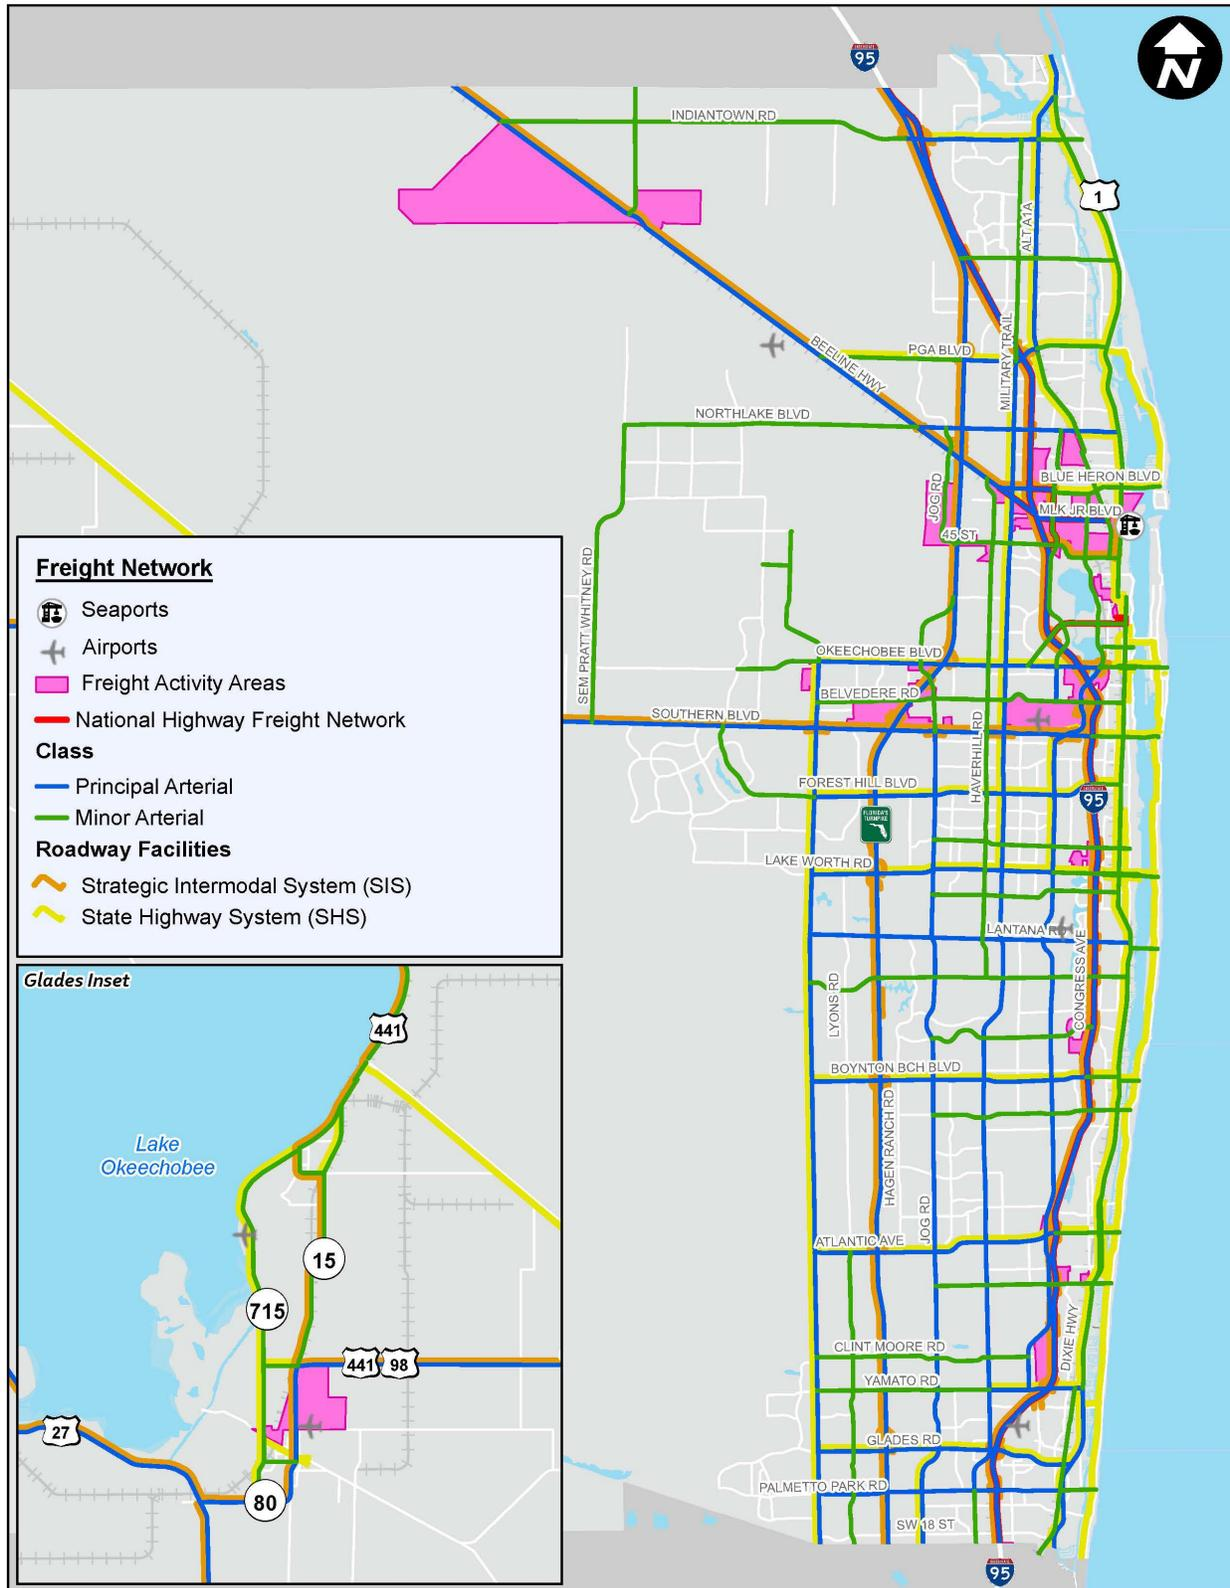 N
INTERSTATE
95
INDIANTOWN RD
1
ALT A1A
MILITARY TRAIL
PGA BLVD
BEELINE HWY
NORTHLAKE BLVD
BLUE HERON BLVD
JOG RD
MLK JR BLVD
45 ST
SEM PRATT WHITNEY RD
OKEECHOBEE BLVD
BELVEDERE RD
SOUTHERN BLVD
HAVERHILL RD
FOREST HILL BLVD
95
FLORIDA'S
TURNPIKE
LAKE WORTH RD
LANTANA RD
CONGRESS AVE
LYONS RD
BOYNTON BCH BLVD
HAGEN RANCH RD
JOG RD
ATLANTIC AVE
DIXIE HWY
CLINT MOORE RD
YAMATO RD
GLADES RD
PALMETTO PARK RD
SW 18 ST
95
Freight Network
Seaports
Airports
Freight Activity Areas
National Highway Freight Network
Class
Principal Arterial
Minor Arterial
Roadway Facilities
Strategic Intermodal System (SIS)
State Highway System (SHS)
Glades Inset
441
Lake
Okeechobee
15
715
441 98
27
80